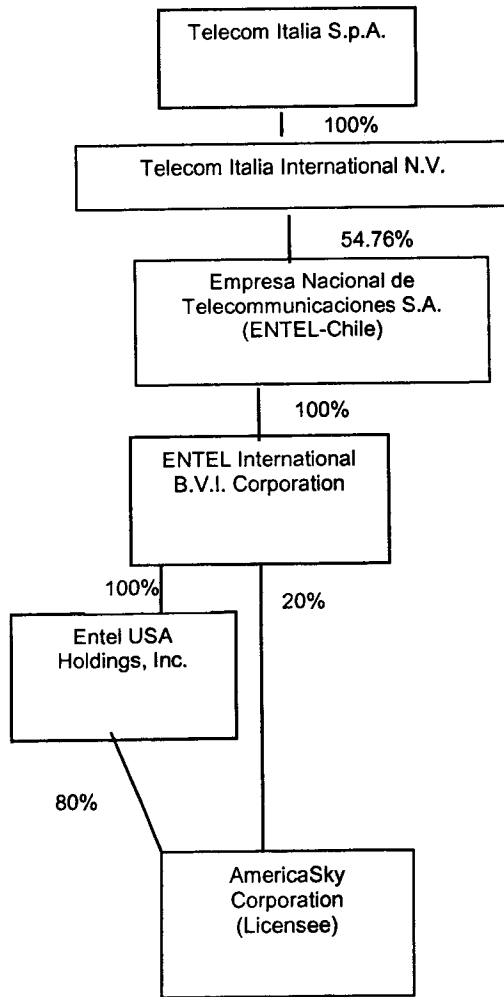 Telecom Italia S.p.A.
100%
Telecom Italia International N.V.
54.76%
Empresa Nacional de
Telecommunicaciones S.A.
(ENTEL-Chile)
100%
ENTEL International
B.V.I. Corporation
100%
20%
Entel USA
Holdings, Inc.
80%
AmericaSky
Corporation
(Licensee)